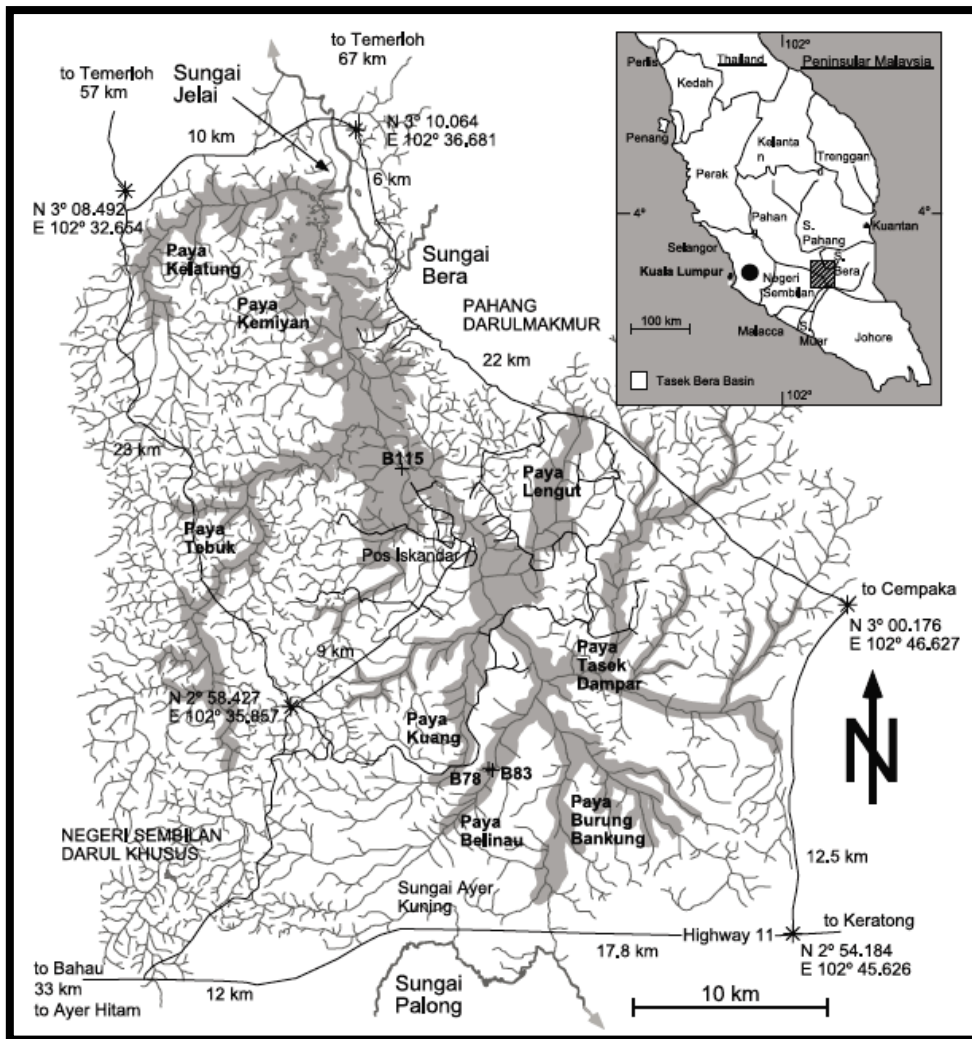 to Temerloh
67 km
to Temerloh
57 km
Sungai
Jelai
10 km
N 3º 10.064
E 102º 36.681
6 km
N 3º 08.492
E 102º 32.654
Paya
Kelatung
Sungai
Bera
Paya
Kemiyan
PAHANG
DARULMAKMUR
22 km
23 km
B115
Paya
Lengut
Paya
Tebuk
Pos Iskandar
to Cempaka
N 3º 00.176
E 102º 46.627
9 km
Paya
Tasek
Dampar
N 2º 58.427
E 102º 35.857
Paya
Kuang
N
B78
B83
Paya
Belinau
Paya
Burung
Bankung
NEGERI SEMBILAN
DARUL KHUSUS
12.5 km
Sungai Ayer
Kuning
to Keratong
Highway 11
17.8 km
N 2º 54.184
E 102º 45.626
to Bahau
33 km
to Ayer Hitam
12 km
Sungai
Palong
10 km
102º
Perlis
Thailand
Peninsular Malaysia
Kedah
Penang
Kelanta
n
Trenggan
Perak
4º
4º
Pahan
g
S.
Pahang
Kuantan
Selangor
S.
Bera
Kuala Lumpur
Negeri
Sembilan
100 km
Malacca
S.
Muar
Johore
Tasek Bera Basin
102º